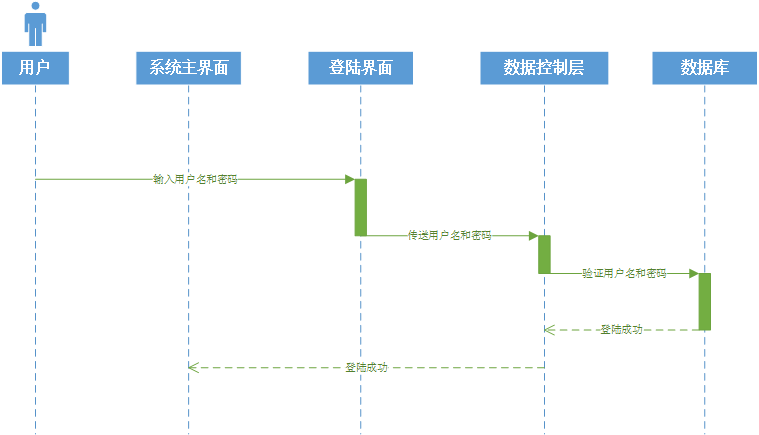 用户
系统主界面
登陆界面
数据控制层
数据库
输入用户名和密码
传送用户名和密码
验证用户名和密码
登陆成功
登陆成功